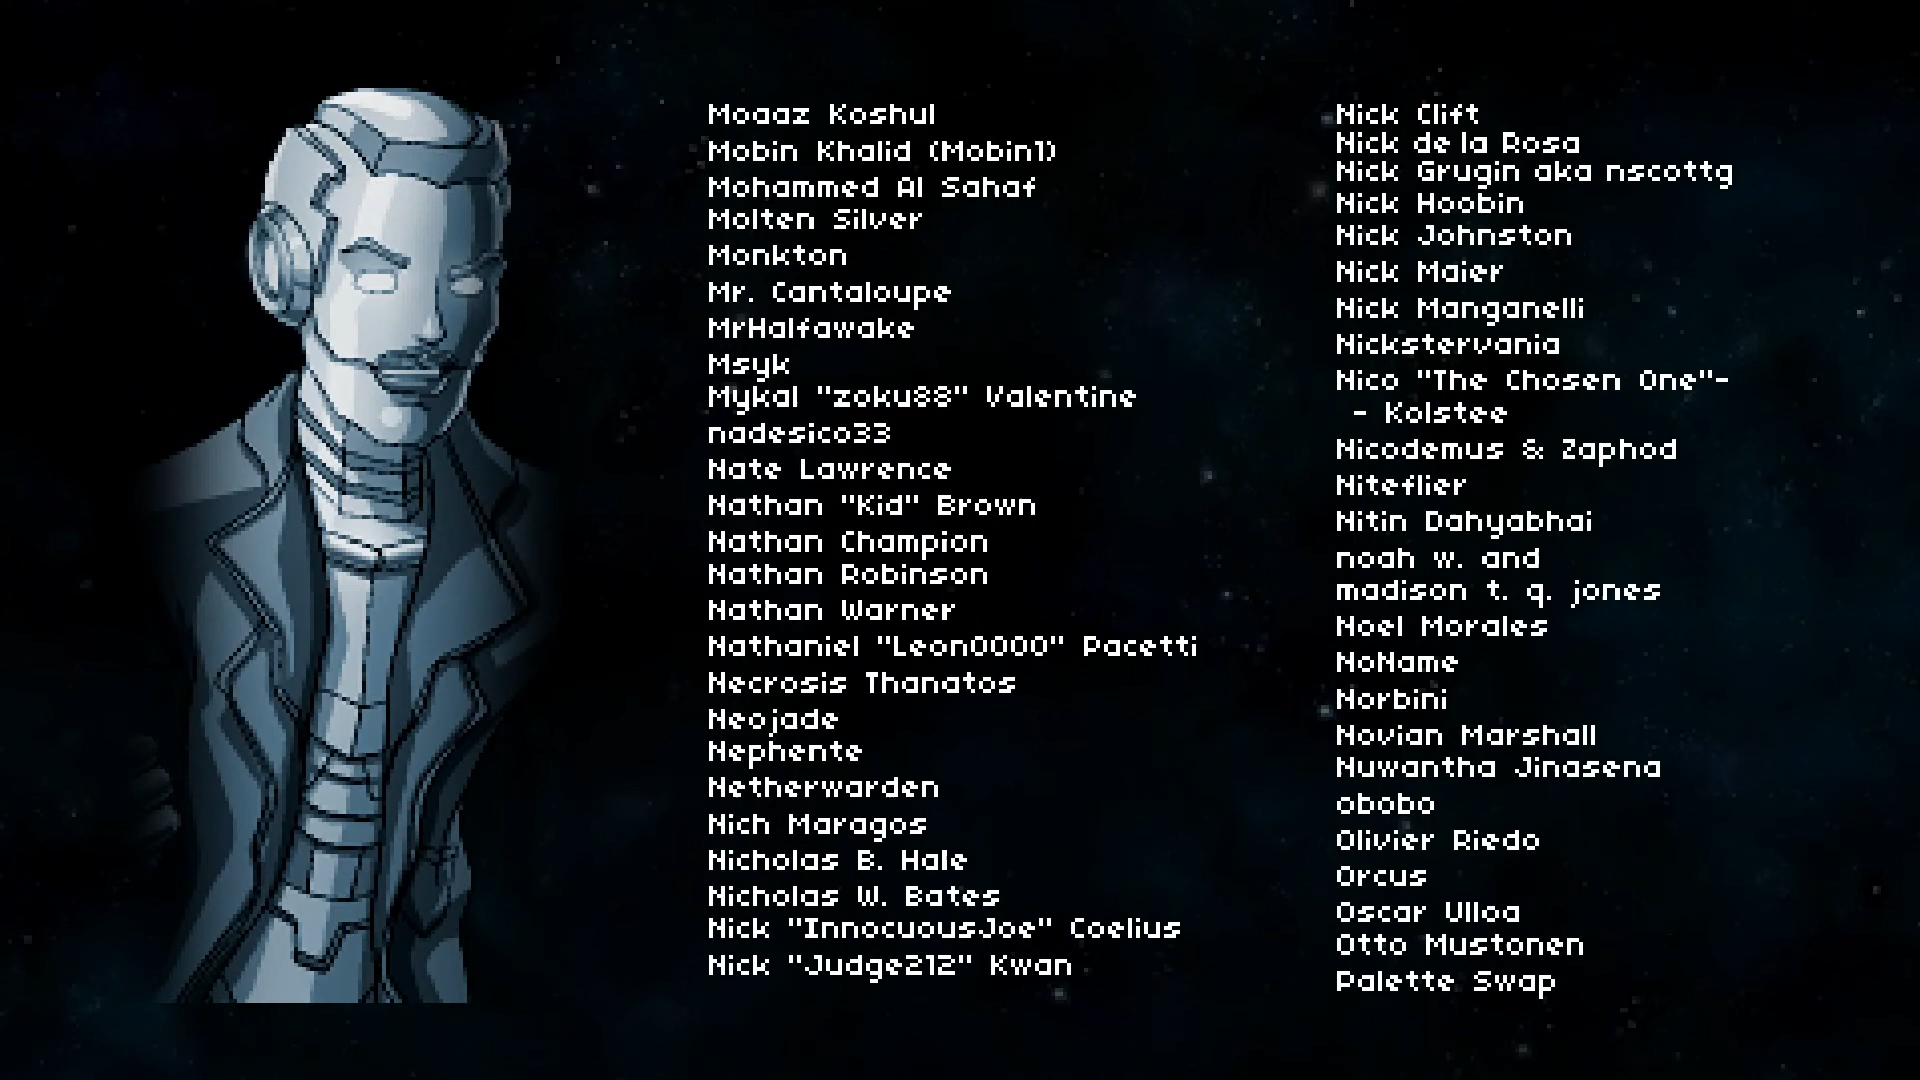 Moaaz Koshul
Mobin Khalid (Mobin1)
Mohammed Al Sahaf
Molten Silver
Monkton
Mr. Cantaloupe
MrHalfawake
Msyk
Mykal "zoku88" Valentine
nadesico33
Nate Lawrence
Nathan "Kid" Brown
Nathan Champion
Nathan Robinson
Nathan Warner
Nathaniel "Leon0000" Pacetti
Necrosis Thanatos
Neojade
Nephente
Netherwarden
Nich Maragos
Nicholas B. Hale
Nicholas W. Bates
Nick "InnocuousJoe" Coelius
Nick "Judge212" Kwan
Nick Clift
Nick de la Rosa
Nick Grugin aka nscottg
Nick Hoobin
Nick Johnston
Nick Maier
Nick Manganelli
Nickstervania
Nico "The Chosen One"-
- Kolstee
Nicodemus & Zaphod
Niteflier
Nitin Dahyabhai
noah w. and
madison t. q. jones
Noel Morales
NoName
Norbini
Novian Marshall
Nuwantha Jinasena
obobo
Olivier Riedo
Orcus
Oscar Ulloa
Otto Mustonen
Palette Swap